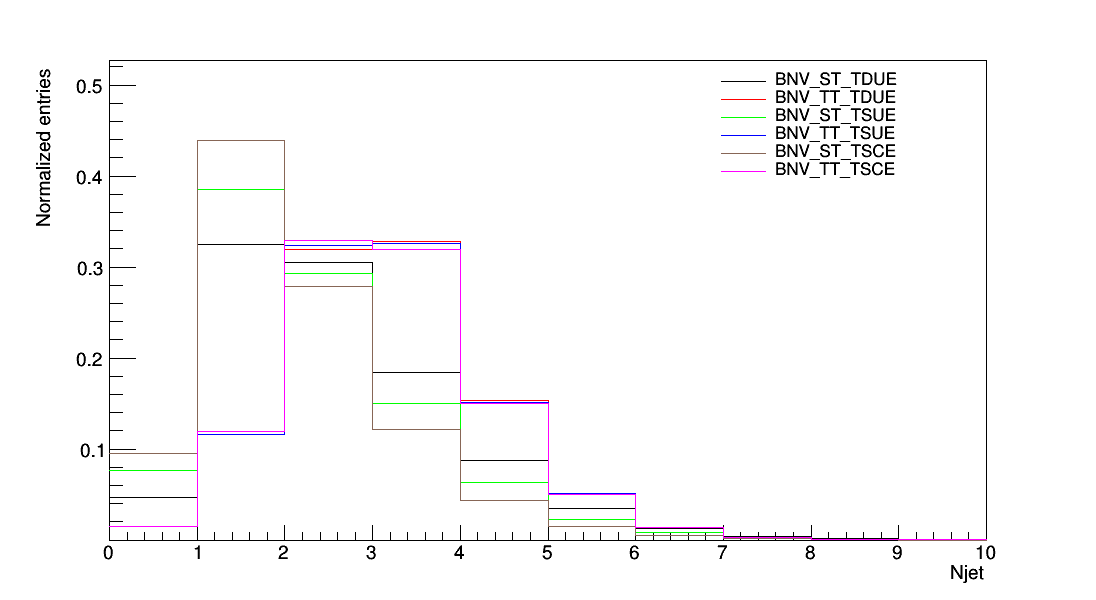 Normalized entries
0.5
0.4
0.3
0.2
0.1
BNV_ST_TDUE
BNV_TT_TDUE
BNV_ST_TSUE
BNV_TT_TSUE
BNV_ST_TSCE
BNV_TT_TSCE
0 1 2 3 4 5 6 7 8 9 10
Njet